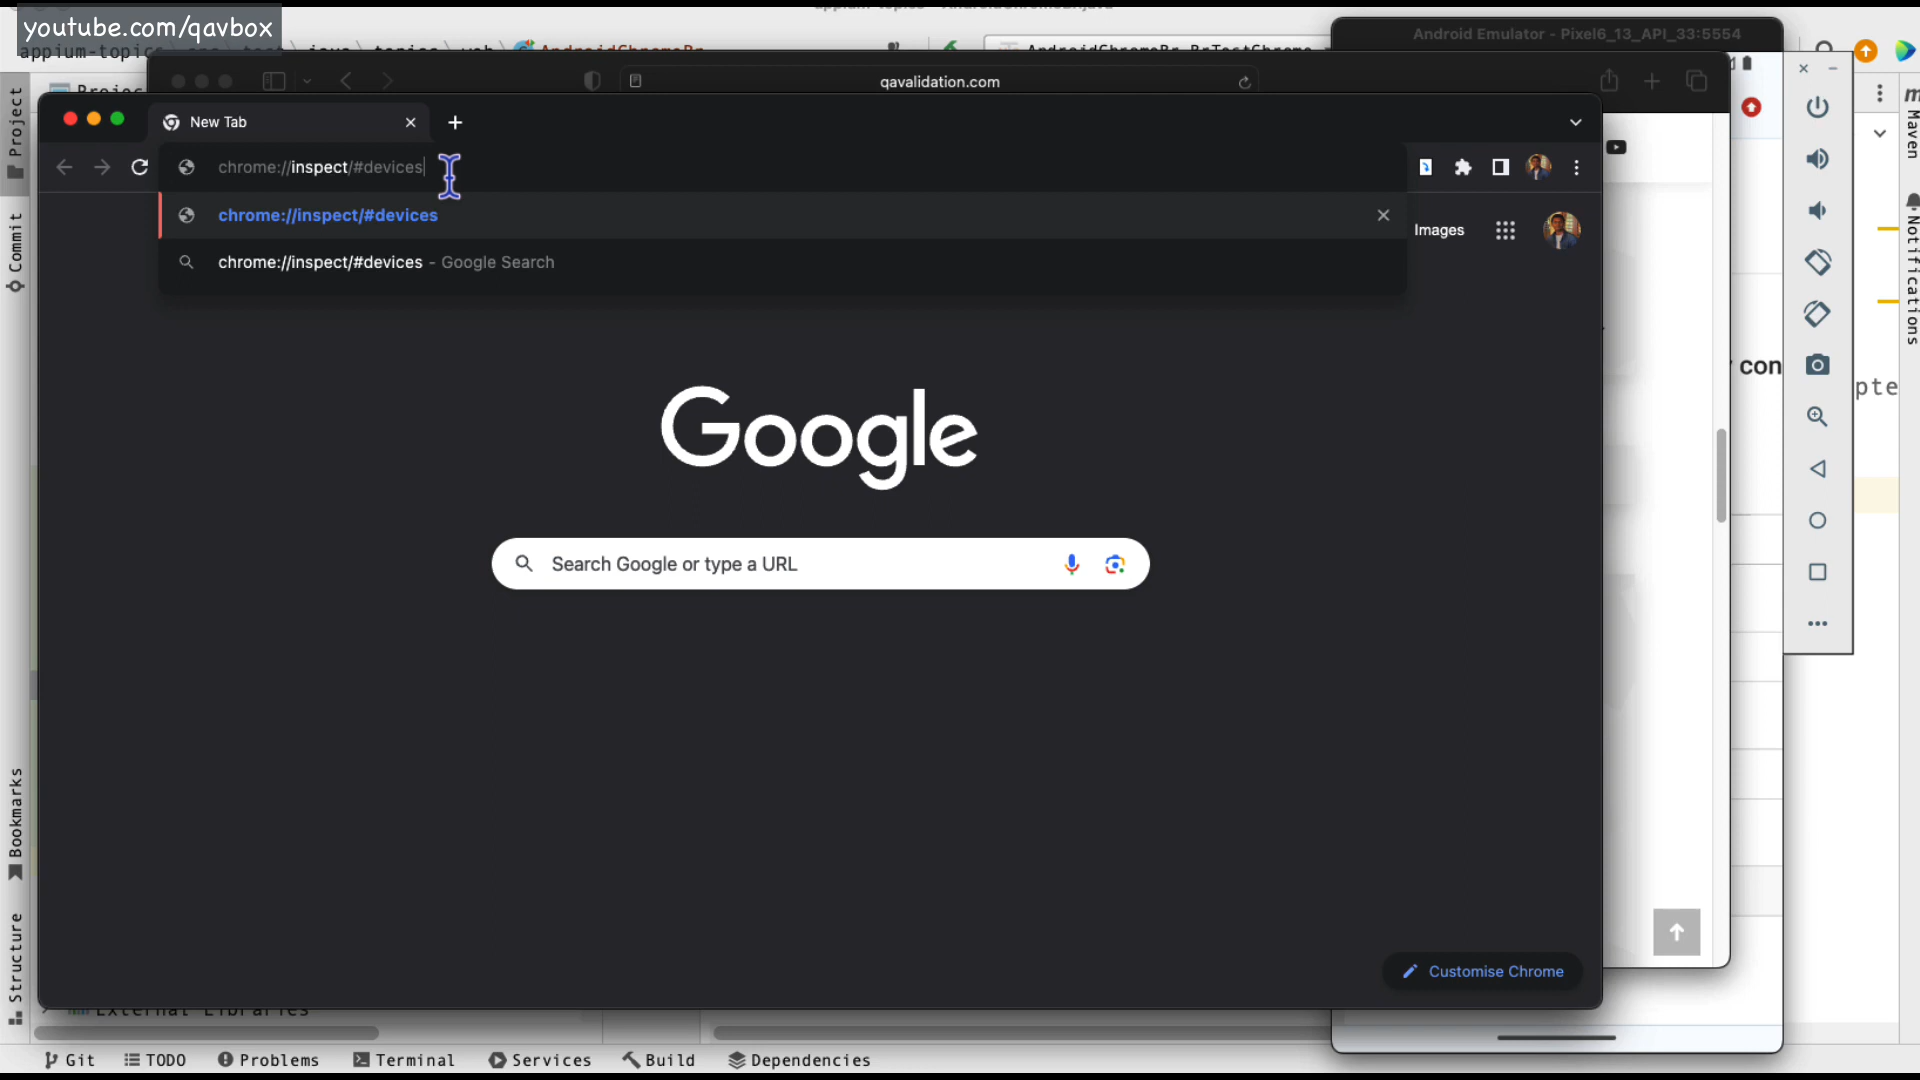 youtube.com/qavbox
Android Emulator - Pixel6_13_API_33:5554
qavalidation.com
New Tab
chrome://inspect/#devices
chrome://inspect/#devices
chrome://inspect/#devices - Google Search
Images
Google
Search Google or type a URL
Customise Chrome
con
pte
Project
Commit
Bookmarks
Structure
Maven
Notifications
External Libraries
Git
TODO
Problems
Terminal
Services
Build
Dependencies